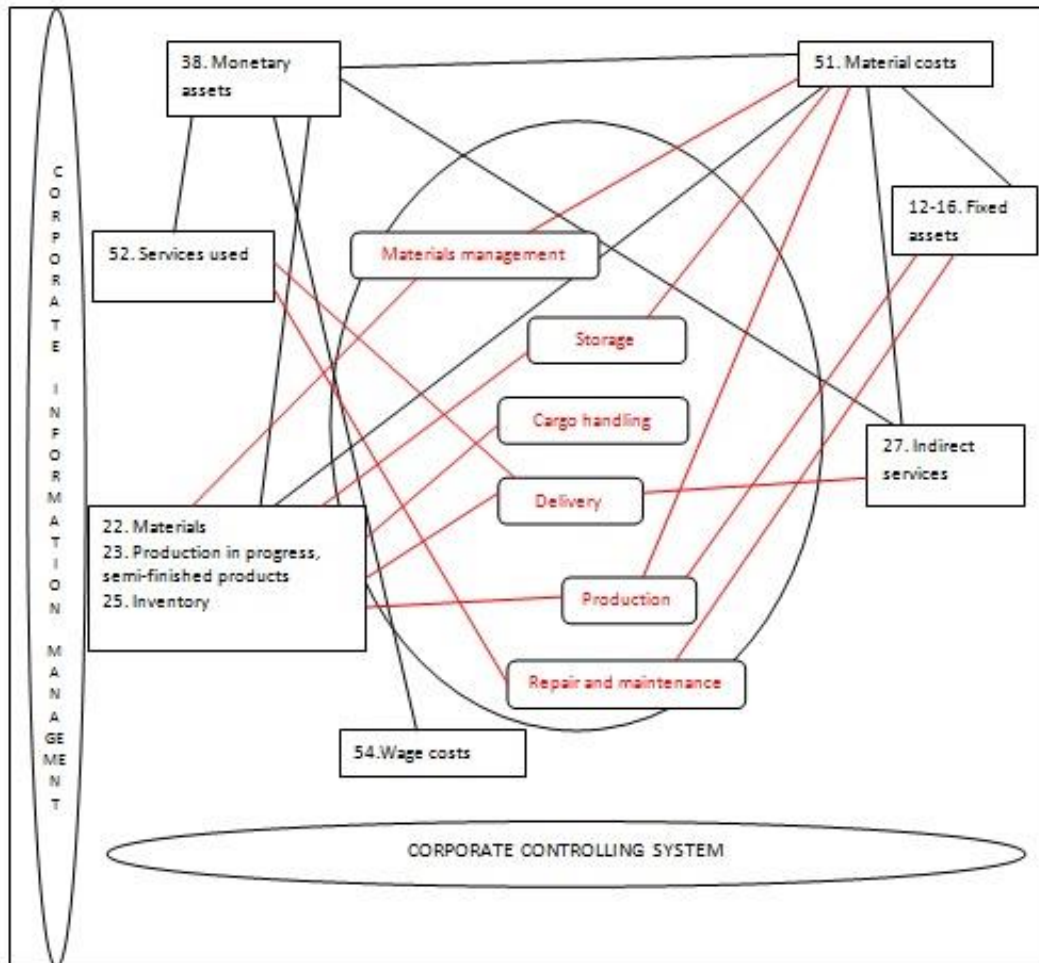 38. Monetary
assets
51. Material costs
12-16. Fixed
assets
52. Services used
Materials management
Storage
Cargo handling
27. Indirect
services
Delivery
22. Materials
23. Production in progress,
semi-finished products
25. Inventory
Production
Repair and maintenance
54.Wage costs
CORPORATE CONTROLLING SYSTEM
CORPORATE INFORMATION MANAGEMENT